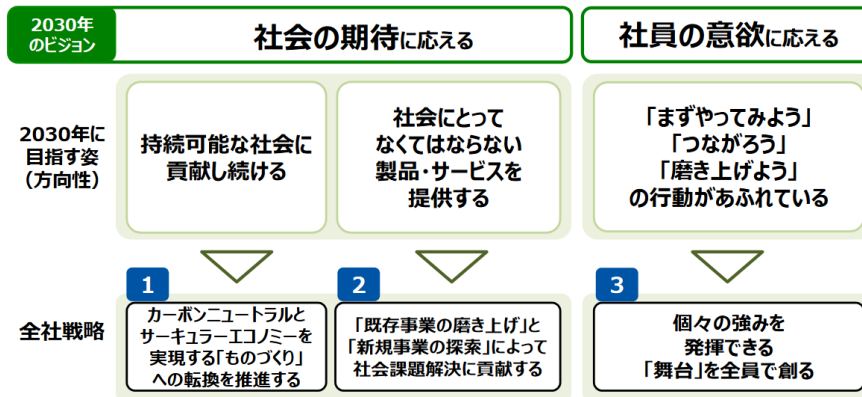 2030年
のビジョン
社会の期待に応える
社員の意欲に応える
2030年に
目指す姿
（方向性）
持続可能な社会に
貢献し続ける
社会にとって
なくてはならない
製品・サービスを
提供する
「まずやってみよう」
「つながろう」
「磨き上げよう」
の行動があふれている
全社戦略
1
カーボンニュートラルと
サーキュラーエコノミーを
実現する「ものづくり」
への転換を推進する
2
「既存事業の磨き上げ」と
「新規事業の探索」によって
社会課題解決に貢献する
3
個々の強みを
発揮できる
「舞台」を全員で創る